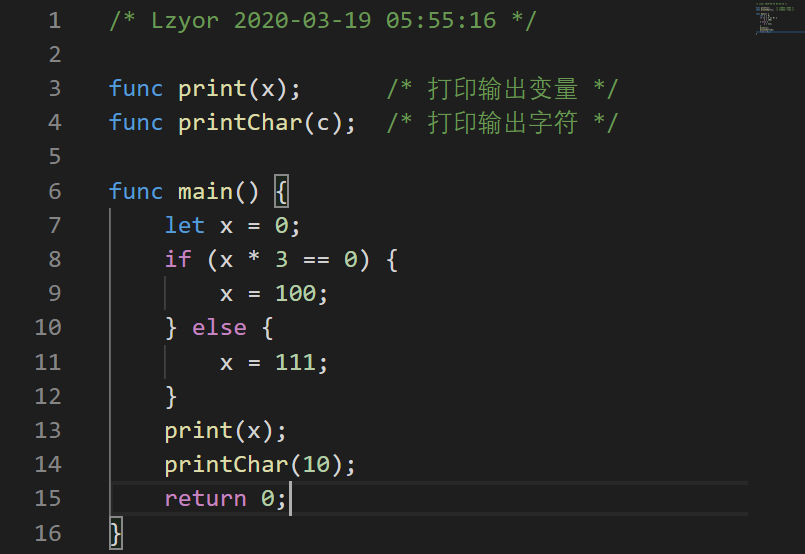 1 /* Lzyor 2020-03-19 05:55:16 */
2
3 func print(x); /* 打印输出变量 */
4 func printChar(c); /* 打印输出字符 */
5
6 func main() {
7 let x = 0;
8 if (x * 3 == 0) {
9 x = 100;
10 } else {
11 x = 111;
12 }
13 print(x);
14 printChar(10);
15 return 0;
16 }